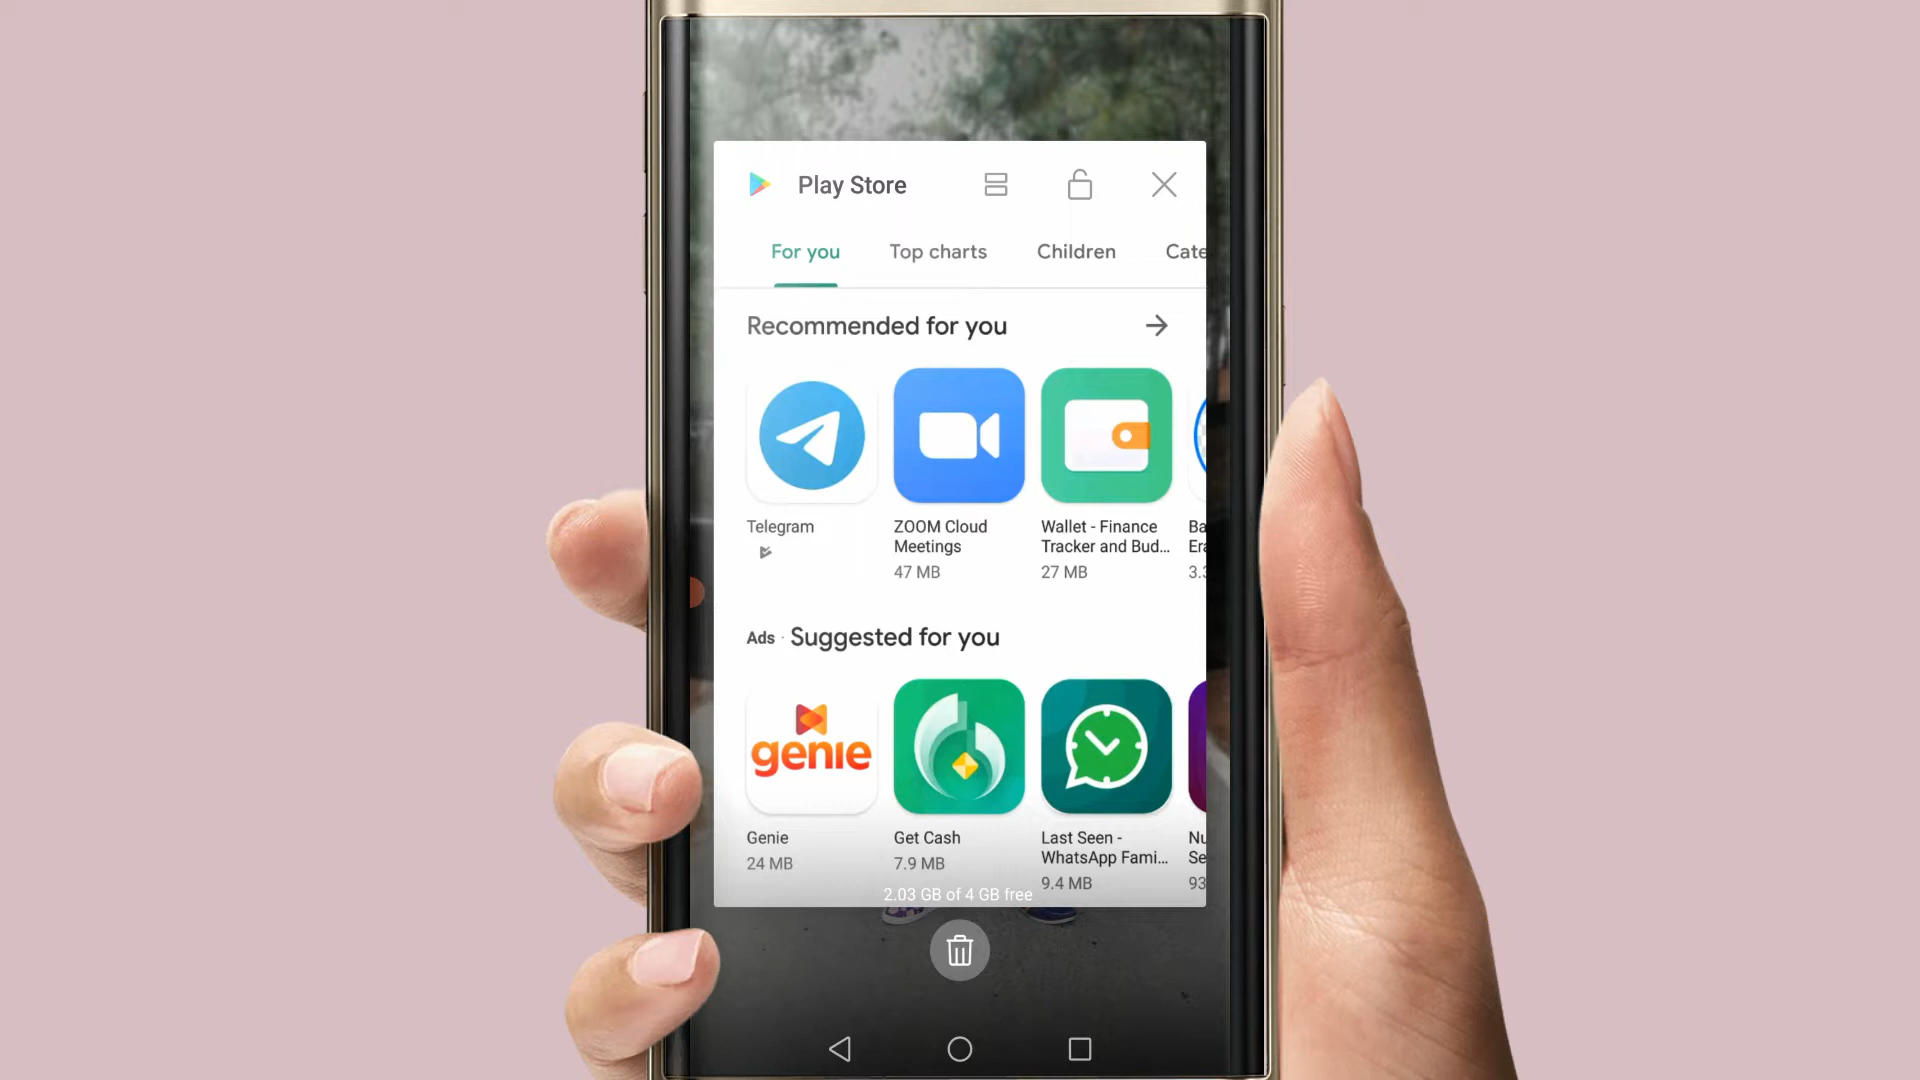 Play Store
For you Top charts Children Cate
Recommended for you
Telegram
ZOOM Cloud
Meetings
47 MB
Wallet - Finance
Tracker and Bud...
27 MB
Ba
Era
3.3
Ads · Suggested for you
genie
Genie
24 MB
Get Cash
7.9 MB
Last Seen -
WhatsApp Fami...
9.4 MB
Nu
Se
93
2.03 GB of 4 GB free